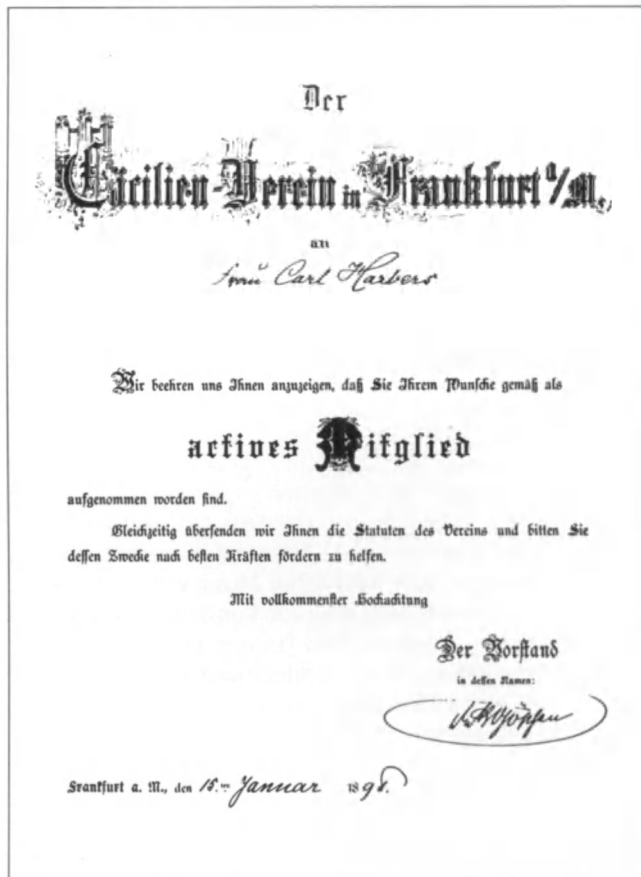 Der
Cäcilien-Verein in Frankfurt a/M.
an
Frau Carl Harbers
Wir beehren uns Ihnen anzuzeigen, daß Sie Ihrem Wunsche gemäß als
actives Mitglied
aufgenommen worden sind.
Gleichzeitig übersenden wir Ihnen die Statuten des Vereins und bitten Sie
dessen Zwecke nach besten Kräften fördern zu helfen.
Mit vollkommenster Hochachtung
Der Vorstand
in dessen Namen:
Frankfurt a. M., den 15. ten Januar 1898.